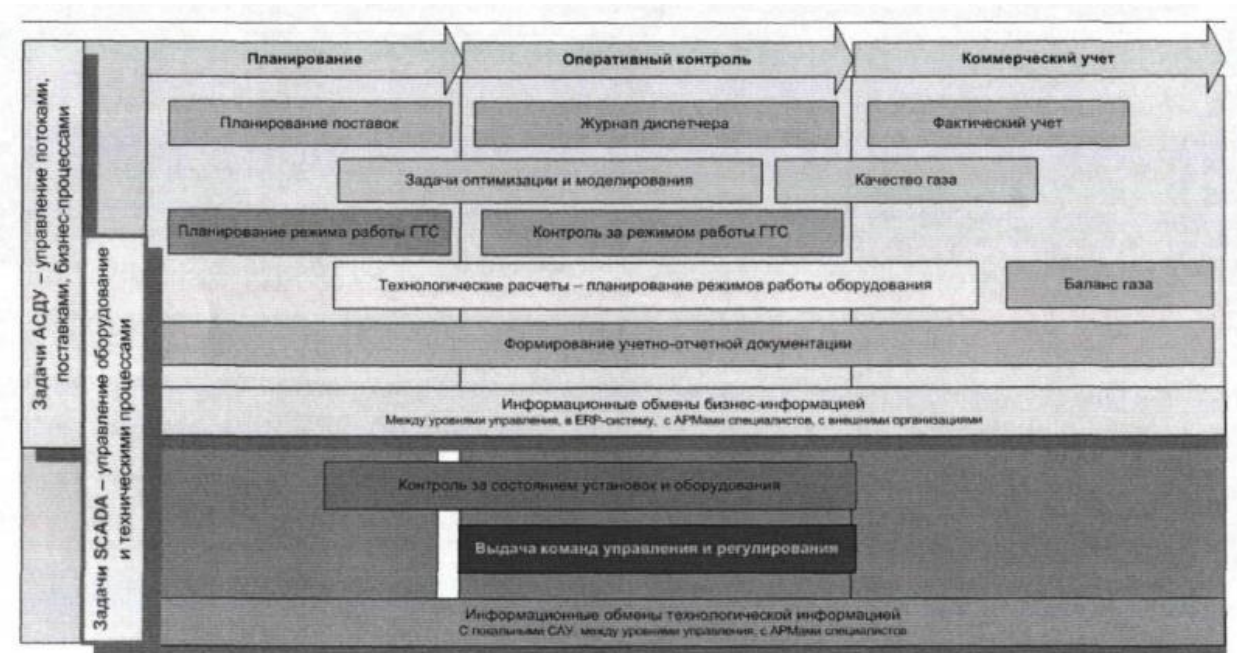 Планирование
Оперативный контроль
Коммерческий учет
Задачи АСДУ – управление потоками,
поставками, бизнес-процессами
Задачи SCADA – управление оборудование
и техническими процессами
Планирование поставок
Журнал диспетчера
Фактический учет
Задачи оптимизации и моделирования
Качество газа
Планирование режима работы ГТС
Контроль за режимом работы ГТС
Технологические расчеты – планирование режимов работы оборудования
Баланс газа
Формирование учетно-отчетной документации
Информационные обмены бизнес-информацией
Между уровнями управления, в ERP-систему, с АРМами специалистов, с внешними организациями
Контроль за состоянием установок и оборудования
Выдача команд управления и регулирования
Информационные обмены технологической информацией
С локальными САУ, между уровнями управления, с АРМами специалистов